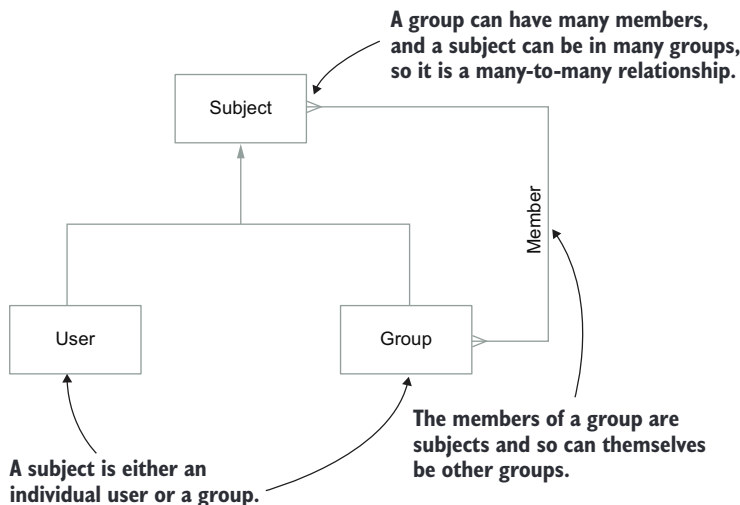 A group can have many members,
and a subject can be in many groups,
so it is a many-to-many relationship.
Subject
Member
User
Group
The members of a group are
subjects and so can themselves
be other groups.
A subject is either an
individual user or a group.